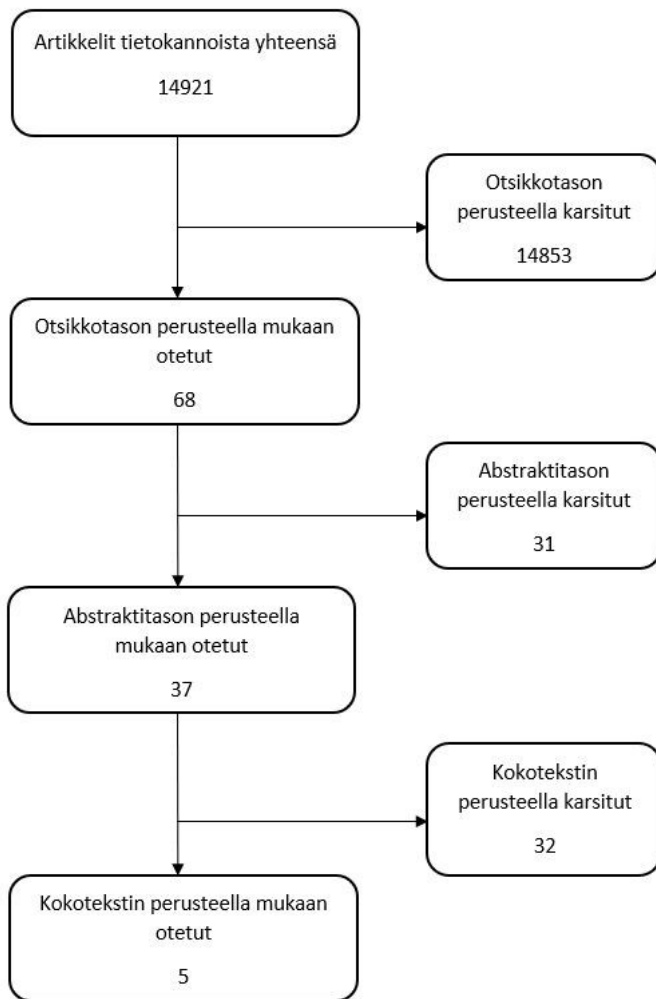 Artikkelit tietokannoista yhteensä
14921
Otsikkotason
perusteella karsitut
14853
Otsikkotason perusteella mukaan
otetut
68
Abstraktitason
perusteella karsitut
31
Abstraktitason perusteella
mukaan otetut
37
Kokotekstin
perusteella karsitut
32
Kokotekstin perusteella mukaan
otetut
5